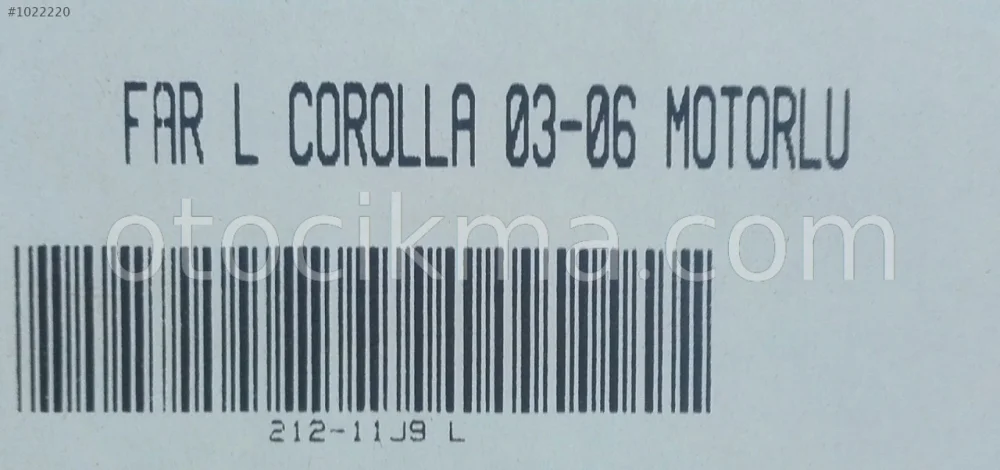 #1022220
FAR L COROLLA 03-06 MOTORLU
otocikma.com
212-11J9 L